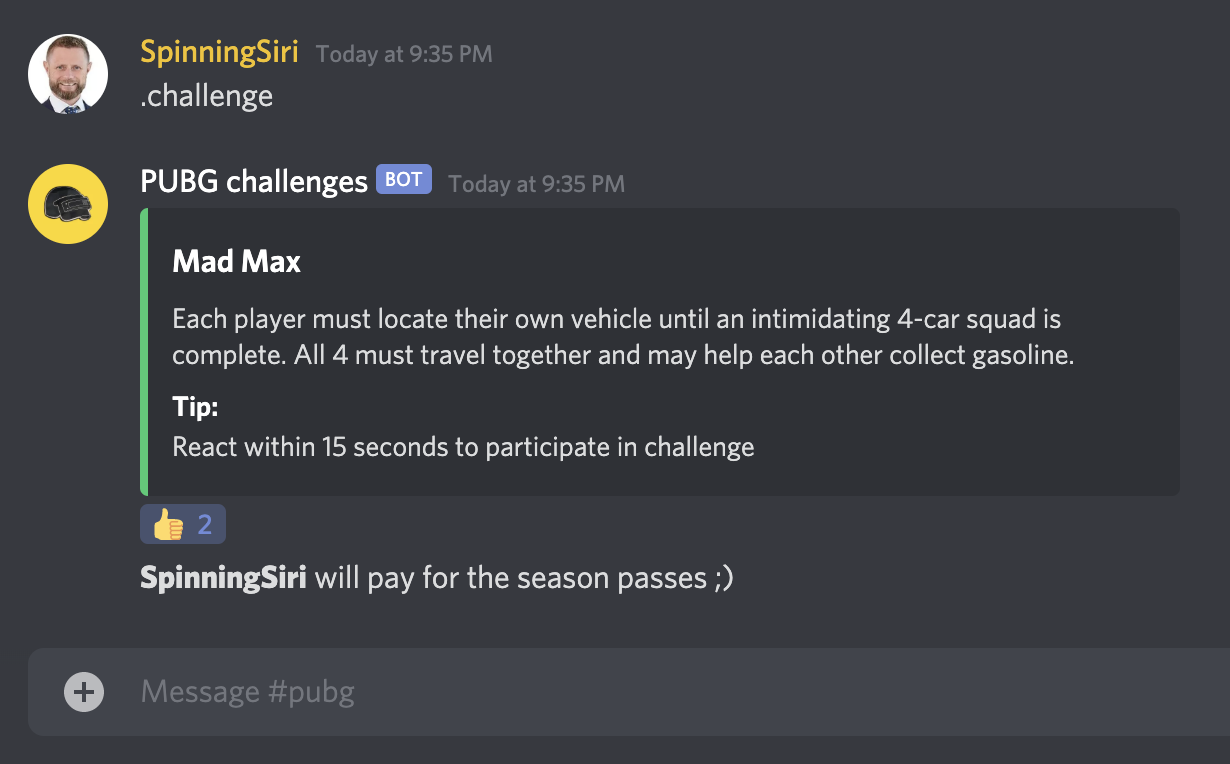 SpinningSiri Today at 9:35 PM
.challenge
PUBG challenges BOT Today at 9:35 PM
Mad Max
Each player must locate their own vehicle until an intimidating 4-car squad is
complete. All 4 must travel together and may help each other collect gasoline.
Tip:
React within 15 seconds to participate in challenge
👍 2
SpinningSiri will pay for the season passes ;)
Message #pubg